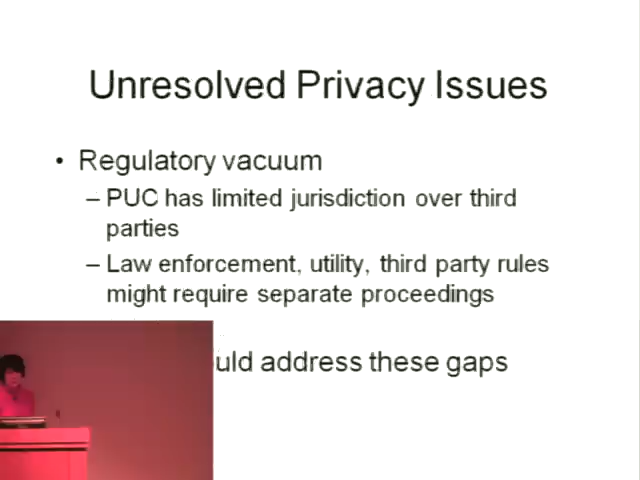 Unresolved Privacy Issues
• Regulatory vacuum
– PUC has limited jurisdiction over third
parties
– Law enforcement, utility, third party rules
might require separate proceedings
address these gaps